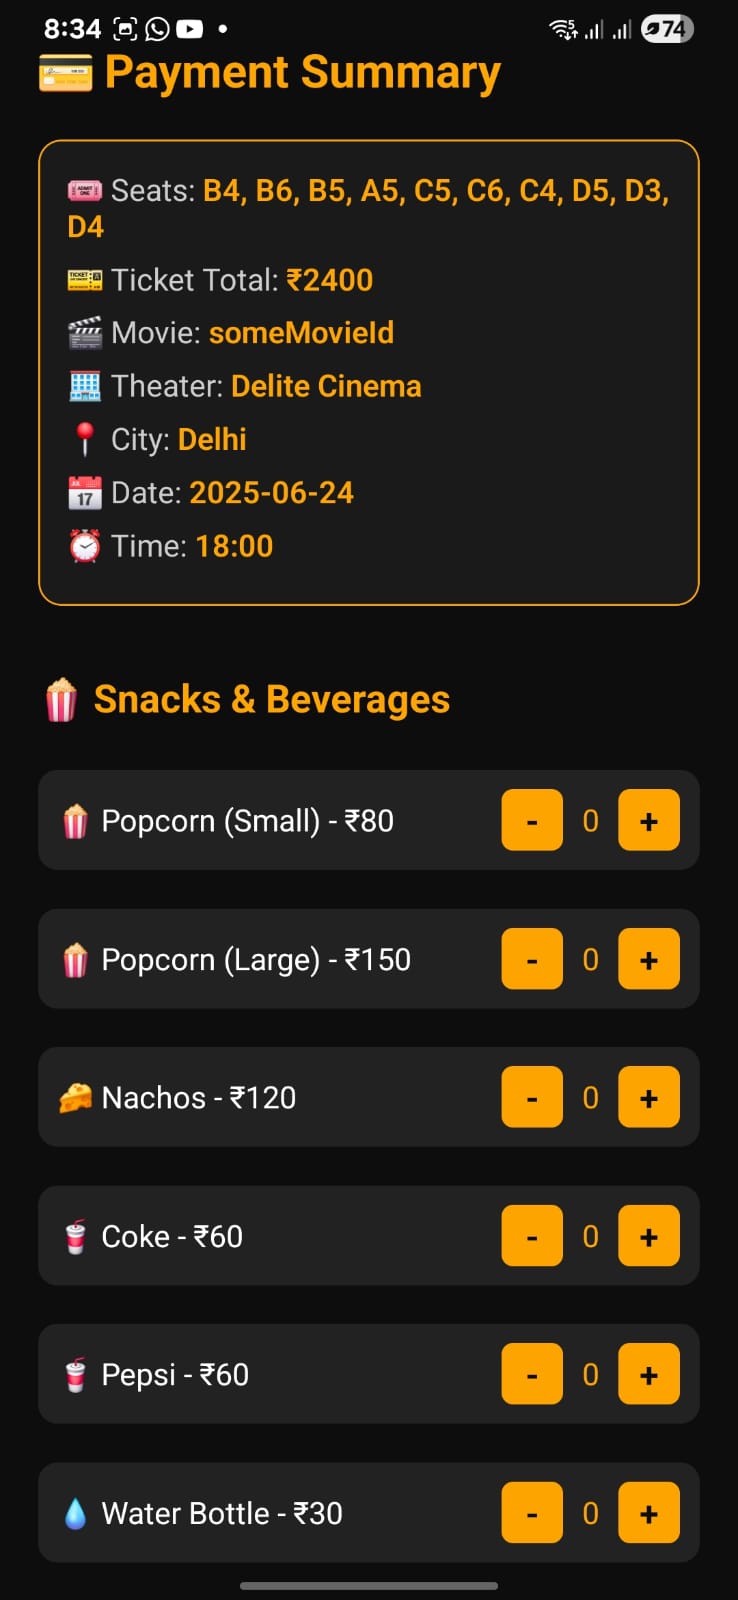 8:34 74
Payment Summary
Seats: B4, B6, B5, A5, C5, C6, C4, D5, D3,
D4
Ticket Total: ₹2400
Movie: someMovieId
Theater: Delite Cinema
City: Delhi
Date: 2025-06-24
Time: 18:00
Snacks & Beverages
Popcorn (Small) - ₹80 - 0 +
Popcorn (Large) - ₹150 - 0 +
Nachos - ₹120 - 0 +
Coke - ₹60 - 0 +
Pepsi - ₹60 - 0 +
Water Bottle - ₹30 - 0 +